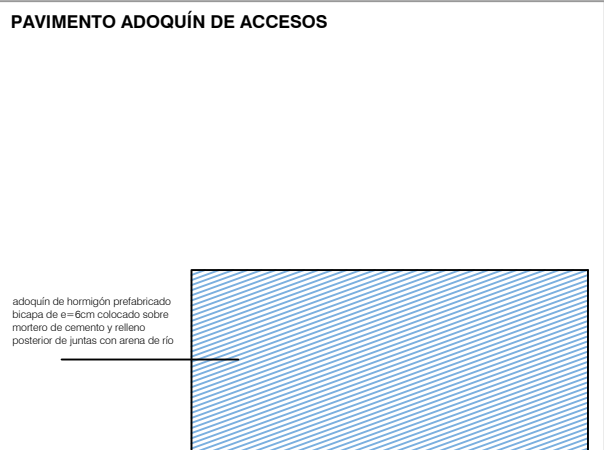 PAVIMENTO ADOQUÍN DE ACCESOS
adoquín de hormigón prefabricado
bicapa de e=6cm colocado sobre
mortero de cemento y relleno
posterior de juntas con arena de río